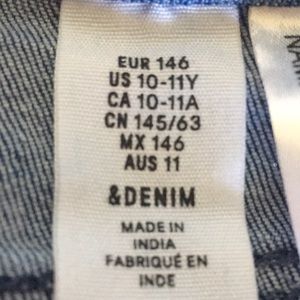 EUR 146
US 10-11Y
CA 10-11A
CN 145/63
MX 146
AUS 11
&DENIM
MADE IN
INDIA
FABRIQUÉ EN
INDE